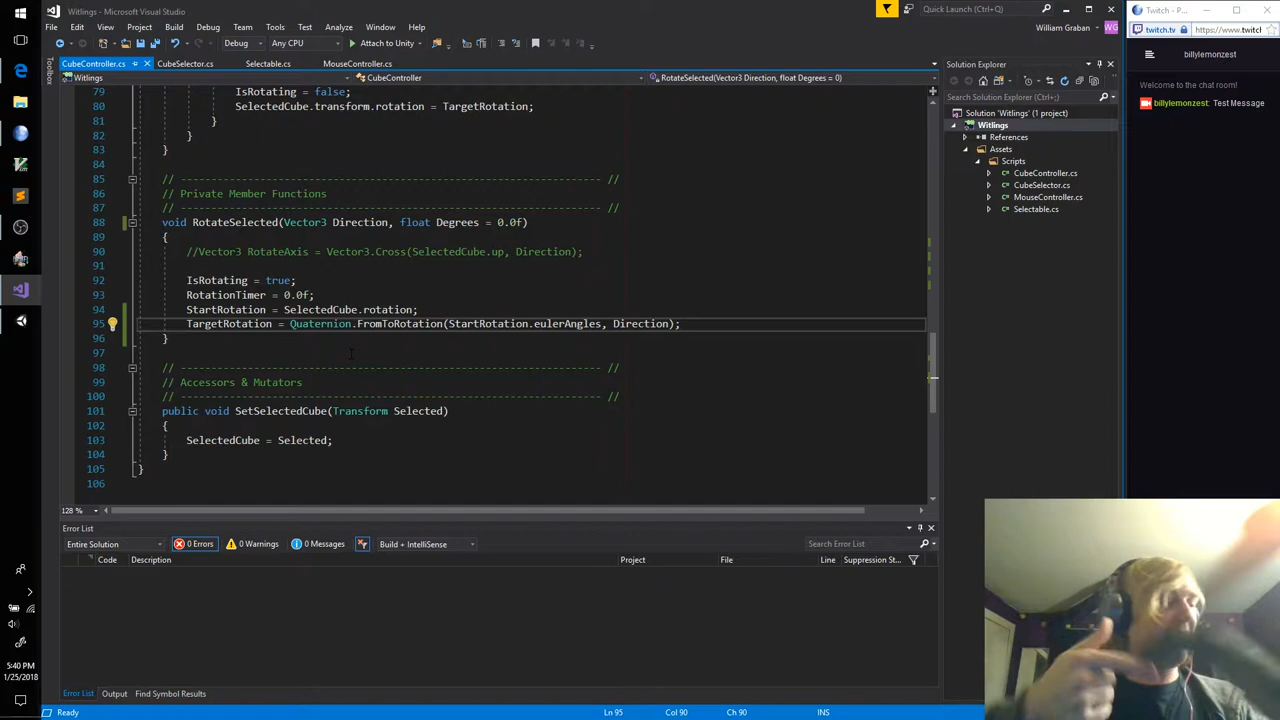 Witlings - Microsoft Visual Studio
Quick Launch (Ctrl+Q)
File Edit View Project Build Debug Team Tools Test Analyze Window Help
William Graban WG
Debug Any CPU Attach to Unity
Toolbox
CubeController.cs CubeSelector.cs Selectable.cs MouseController.cs
Witlings CubeController RotateSelected(Vector3 Direction, float Degrees = 0)
79 IsRotating = false;
80 SelectedCube.transform.rotation = TargetRotation;
81 }
82 }
83 }
84
85 // ---------------------------------------------------------------------- //
86 // Private Member Functions
87 // ---------------------------------------------------------------------- //
88 void RotateSelected(Vector3 Direction, float Degrees = 0.0f)
89 {
90 //Vector3 RotateAxis = Vector3.Cross(SelectedCube.up, Direction);
91
92 IsRotating = true;
93 RotationTimer = 0.0f;
94 StartRotation = SelectedCube.rotation;
95 TargetRotation = Quaternion.FromToRotation(StartRotation.eulerAngles, Direction);
96 }
97
98 // ---------------------------------------------------------------------- //
99 // Accessors & Mutators
100 // ---------------------------------------------------------------------- //
101 public void SetSelectedCube(Transform Selected)
102 {
103 SelectedCube = Selected;
104 }
105 }
106
128 %
Error List
Entire Solution 0 Errors 0 Warnings 0 Messages Build + IntelliSense Search Error List
Code Description Project File Line Suppression St...
Error List Output Find Symbol Results
Ready Ln 95 Col 90 Ch 90 INS
Solution Explorer
Search Solution Explorer (Ctrl+;)
Solution 'Witlings' (1 project)
Witlings
References
Assets
Scripts
CubeController.cs
CubeSelector.cs
MouseController.cs
Selectable.cs
Twitch - P...
twitch.tv https://www.twitch
billylemonzest
Welcome to the chat room!
billylemonzest: Test Message
5:40 PM
1/25/2018